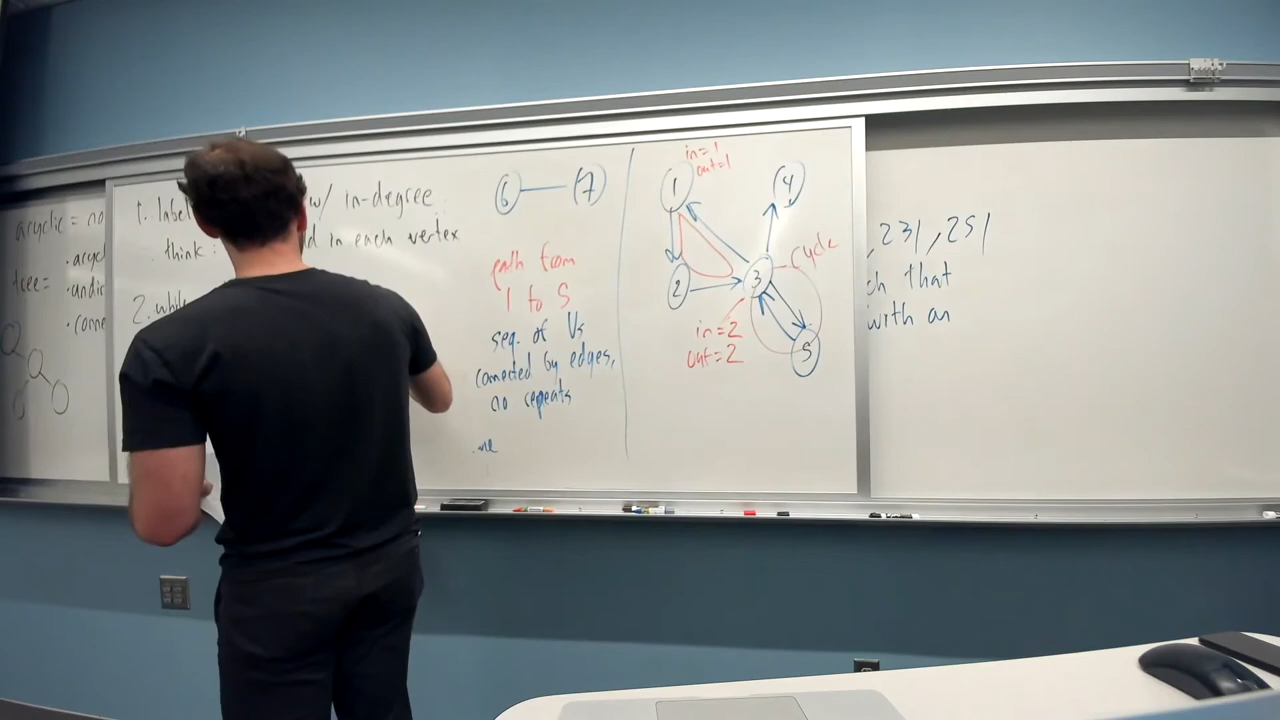 acyclic = no
• acycl
tree = • undir
• conne
1. label w/ in-degree
think: d in each vertex
2. while
6 7
path from
1 to 5
seq. of Vs
connected by edges,
no repeats
in=1
out=1
1 4
2 3 cycle
in=2
out=2
5
, 231, 251
ch that
with an